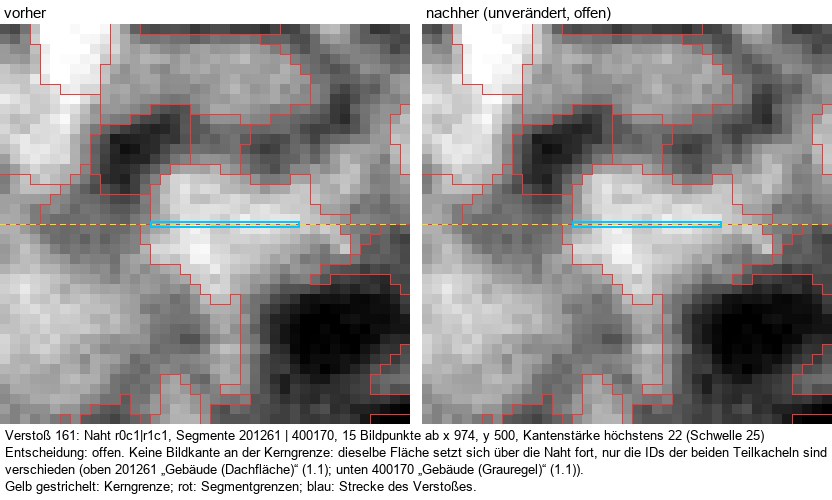 vorher
nachher (unverändert, offen)
Verstoß 161: Naht r0c1|r1c1, Segmente 201261 | 400170, 15 Bildpunkte ab x 974, y 500, Kantenstärke höchstens 22 (Schwelle 25)
Entscheidung: offen. Keine Bildkante an der Kerngrenze: dieselbe Fläche setzt sich über die Naht fort, nur die IDs der beiden Teilkacheln sind
verschieden (oben 201261 „Gebäude (Dachfläche)“ (1.1); unten 400170 „Gebäude (Grauregel)“ (1.1)).
Gelb gestrichelt: Kerngrenze; rot: Segmentgrenzen; blau: Strecke des Verstoßes.